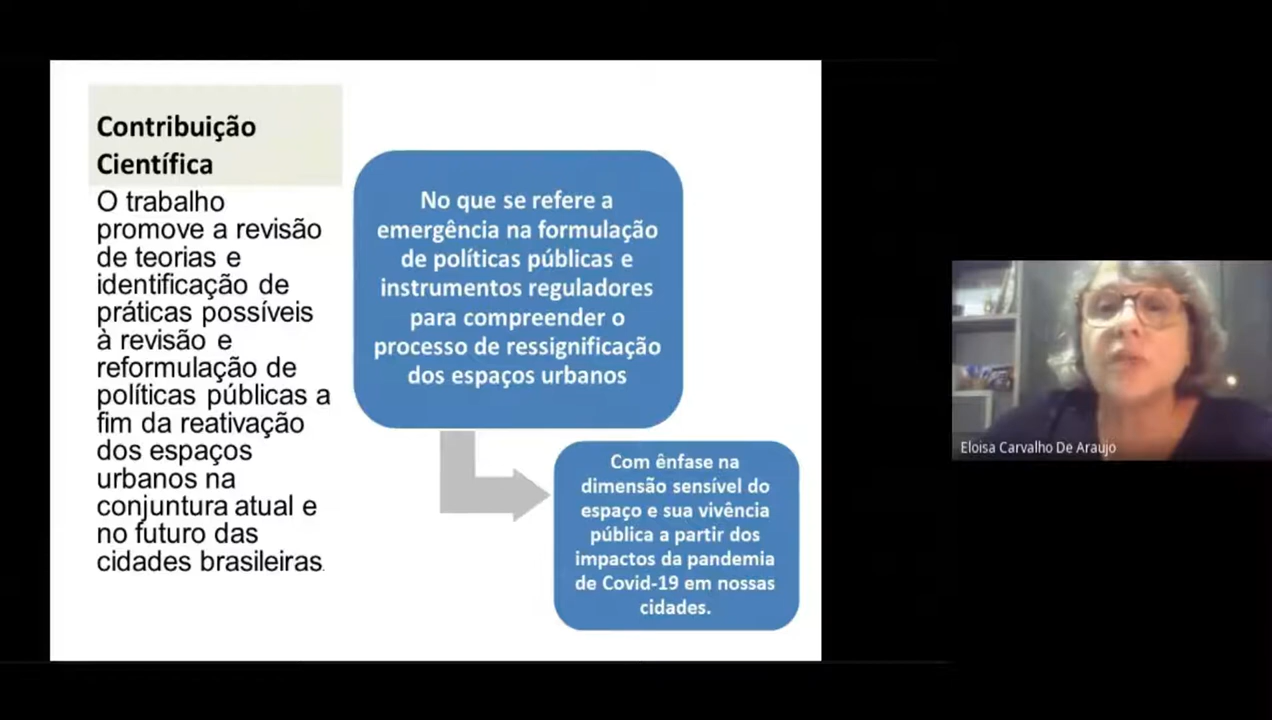 Contribuição
Científica
O trabalho
promove a revisão
de teorias e
identificação de
práticas possíveis
à revisão e
reformulação de
políticas públicas a
fim da reativação
dos espaços
urbanos na
conjuntura atual e
no futuro das
cidades brasileiras.
No que se refere a
emergência na formulação
de políticas públicas e
instrumentos reguladores
para compreender o
processo de ressignificação
dos espaços urbanos
Com ênfase na
dimensão sensível do
espaço e sua vivência
pública a partir dos
impactos da pandemia
de Covid-19 em nossas
cidades.
Eloisa Carvalho De Araujo